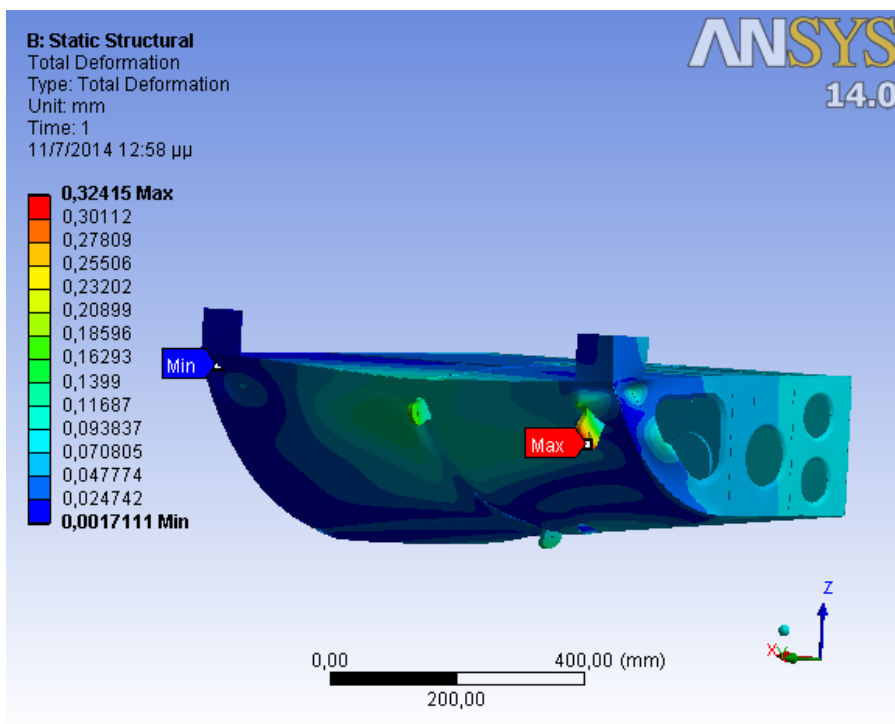 B: Static Structural
Total Deformation
Type: Total Deformation
Unit: mm
Time: 1
11/7/2014 12:58 μμ
ANSYS
14.0
0,32415 Max
0,30112
0,27809
0,25506
0,23202
0,20899
0,18596
0,16293
0,1399
0,11687
0,093837
0,070805
0,047774
0,024742
0,0017111 Min
Min
Max
Z
X
Y
0,00
400,00 (mm)
200,00